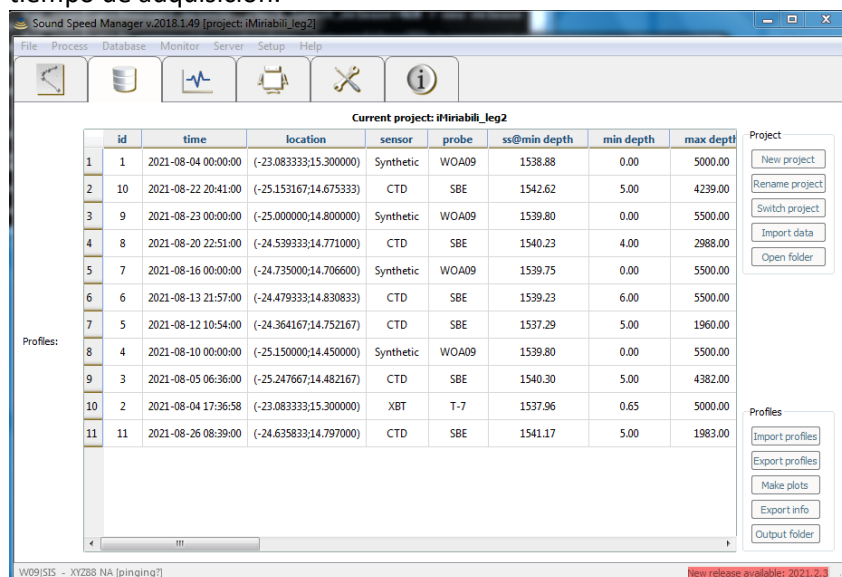 tiempo de adquisición.
Sound Speed Manager v.2018.1.49 [project: iMiriabili_leg2]
File Process Database Monitor Server Setup Help
Current project: iMiriabili_leg2
id time location sensor probe ss@min depth min depth max depth
1 1 2021-08-04 00:00:00 (-23.083333;15.300000) Synthetic WOA09 1538.88 0.00 5000.00
2 10 2021-08-22 20:41:00 (-25.153167;14.675333) CTD SBE 1542.62 5.00 4239.00
3 9 2021-08-23 00:00:00 (-25.000000;14.800000) Synthetic WOA09 1539.80 0.00 5500.00
4 8 2021-08-20 22:51:00 (-24.539333;14.771000) CTD SBE 1540.23 4.00 2988.00
5 7 2021-08-16 00:00:00 (-24.735000;14.706600) Synthetic WOA09 1539.75 0.00 5500.00
6 6 2021-08-13 21:57:00 (-24.479333;14.830833) CTD SBE 1539.23 6.00 5500.00
7 5 2021-08-12 10:54:00 (-24.364167;14.752167) CTD SBE 1537.29 5.00 1960.00
8 4 2021-08-10 00:00:00 (-25.150000;14.450000) Synthetic WOA09 1539.80 0.00 5500.00
9 3 2021-08-05 06:36:00 (-25.247667;14.482167) CTD SBE 1540.30 5.00 4382.00
10 2 2021-08-04 17:36:58 (-23.083333;15.300000) XBT T-7 1537.96 0.65 5000.00
11 11 2021-08-26 08:39:00 (-24.635833;14.797000) CTD SBE 1541.17 5.00 1983.00
Profiles:
Project
New project
Rename project
Switch project
Import data
Open folder
Profiles
Import profiles
Export profiles
Make plots
Export info
Output folder
W09|SIS - XYZ88 NA [pinging?]
New release available: 2021.2.3